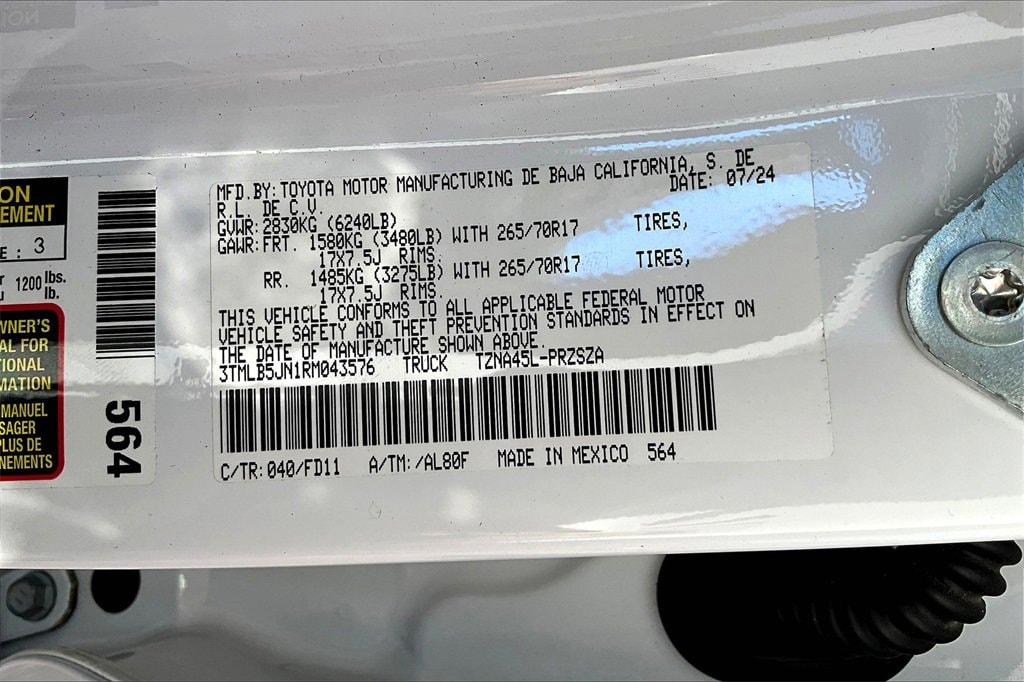 ON
EMENT
E: 3
1200 lbs.
lb.
WNER'S
AL FOR
TIONAL
MATION
MANUEL
SAGER
PLUS DE
NEMENTS
564
MFD.BY:TOYOTA MOTOR MANUFACTURING DE BAJA CALIFORNIA, S. DE
R.L. DE C.V. DATE: 07/24
GVWR:2830KG (6240LB)
GAWR:FRT. 1580KG (3480LB) WITH 265/70R17 TIRES,
17X7.5J RIMS.
RR. 1485KG (3275LB) WITH 265/70R17 TIRES,
17X7.5J RIMS.
THIS VEHICLE CONFORMS TO ALL APPLICABLE FEDERAL MOTOR
VEHICLE SAFETY AND THEFT PREVENTION STANDARDS IN EFFECT ON
THE DATE OF MANUFACTURE SHOWN ABOVE.
3TMLB5JN1RM043576 TRUCK TZNA45L-PRZSZA
C/TR:040/FD11 A/TM:/AL80F MADE IN MEXICO 564